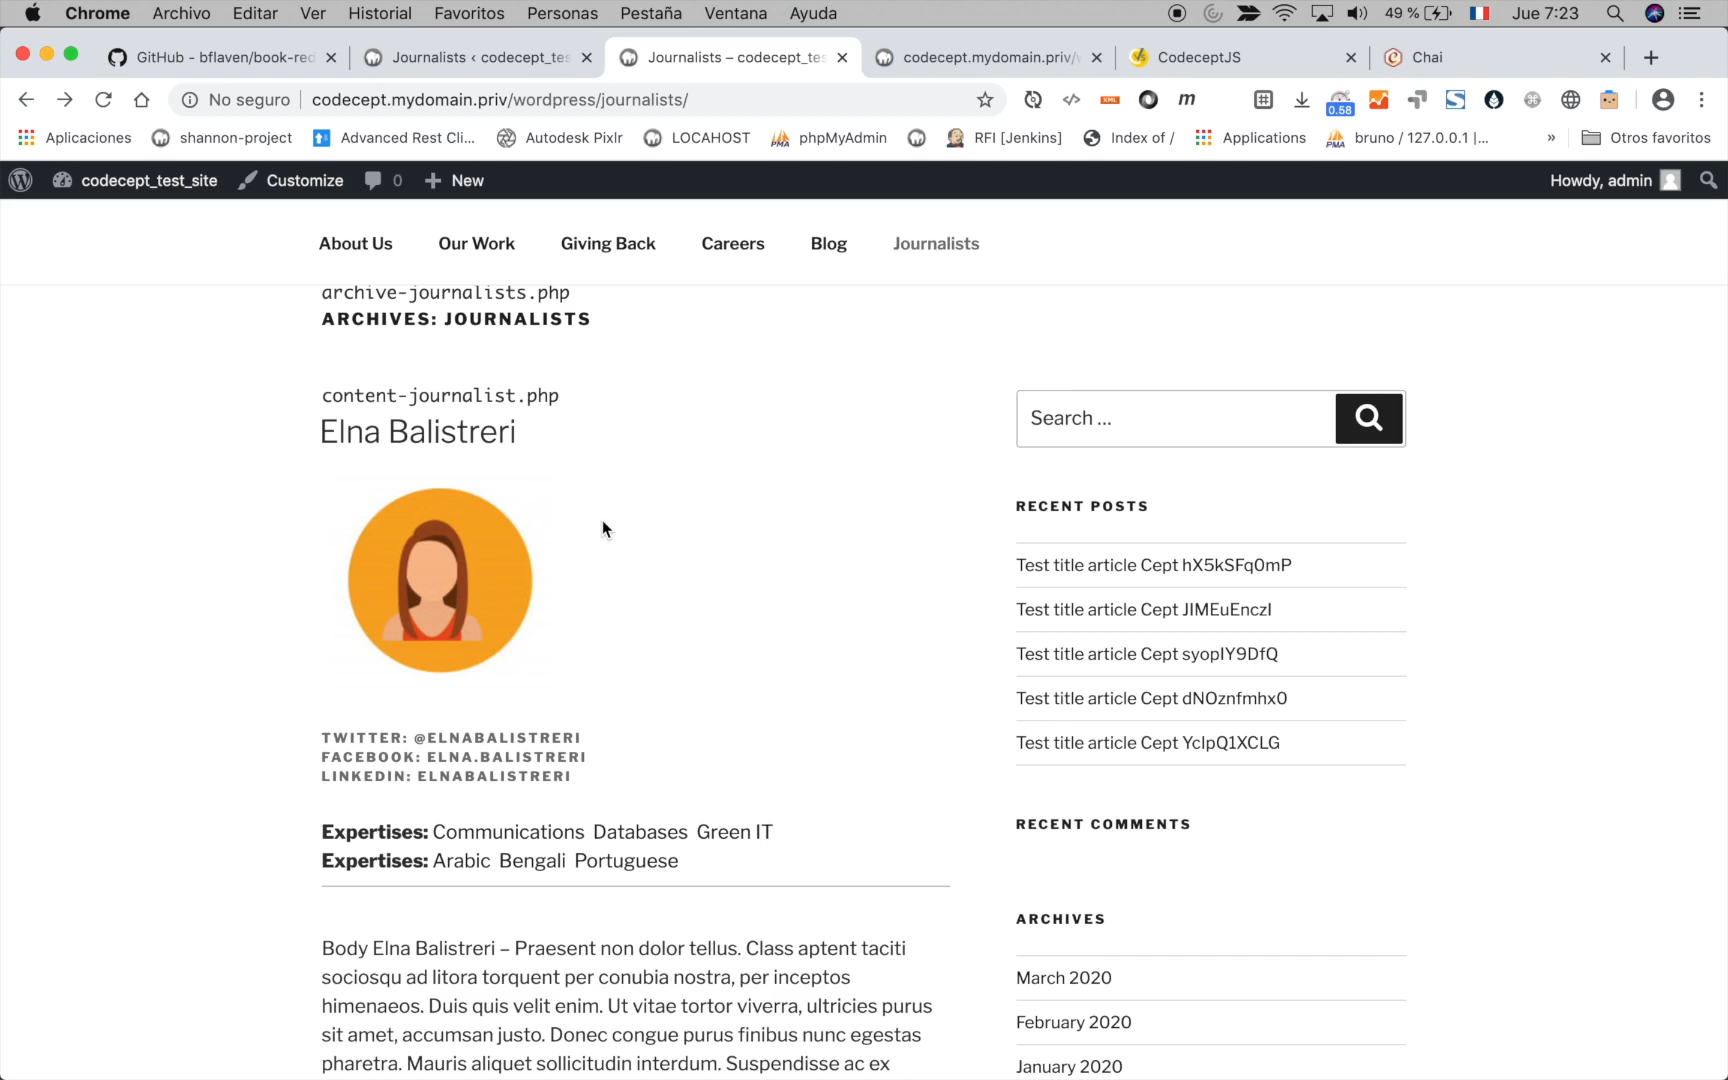 Chrome Archivo Editar Ver Historial Favoritos Personas Pestaña Ventana Ayuda 49 % Jue 7:23
GitHub - bflaven/book-red Journalists ‹ codecept_tes Journalists – codecept_tes codecept.mydomain.priv/w CodeceptJS Chai
No seguro codecept.mydomain.priv/wordpress/journalists/ XML m 0.58
Aplicaciones shannon-project Advanced Rest Cli... Autodesk Pixlr LOCAHOST phpMyAdmin RFI [Jenkins] Index of / Applications bruno / 127.0.0.1 |... » Otros favoritos
codecept_test_site Customize 0 New Howdy, admin
About Us Our Work Giving Back Careers Blog Journalists
archive-journalists.php
ARCHIVES: JOURNALISTS
content-journalist.php
Elna Balistreri
TWITTER: @ELNABALISTRERI
FACEBOOK: ELNA.BALISTRERI
LINKEDIN: ELNABALISTRERI
Expertises: Communications Databases Green IT
Expertises: Arabic Bengali Portuguese
Body Elna Balistreri – Praesent non dolor tellus. Class aptent taciti
sociosqu ad litora torquent per conubia nostra, per inceptos
himenaeos. Duis quis velit enim. Ut vitae tortor viverra, ultricies purus
sit amet, accumsan justo. Donec congue purus finibus nunc egestas
pharetra. Mauris aliquet sollicitudin interdum. Suspendisse ac ex
Search ...
RECENT POSTS
Test title article Cept hX5kSFq0mP
Test title article Cept JIMEuEnczI
Test title article Cept syopIY9DfQ
Test title article Cept dNOznfmhx0
Test title article Cept YcIpQ1XCLG
RECENT COMMENTS
ARCHIVES
March 2020
February 2020
January 2020